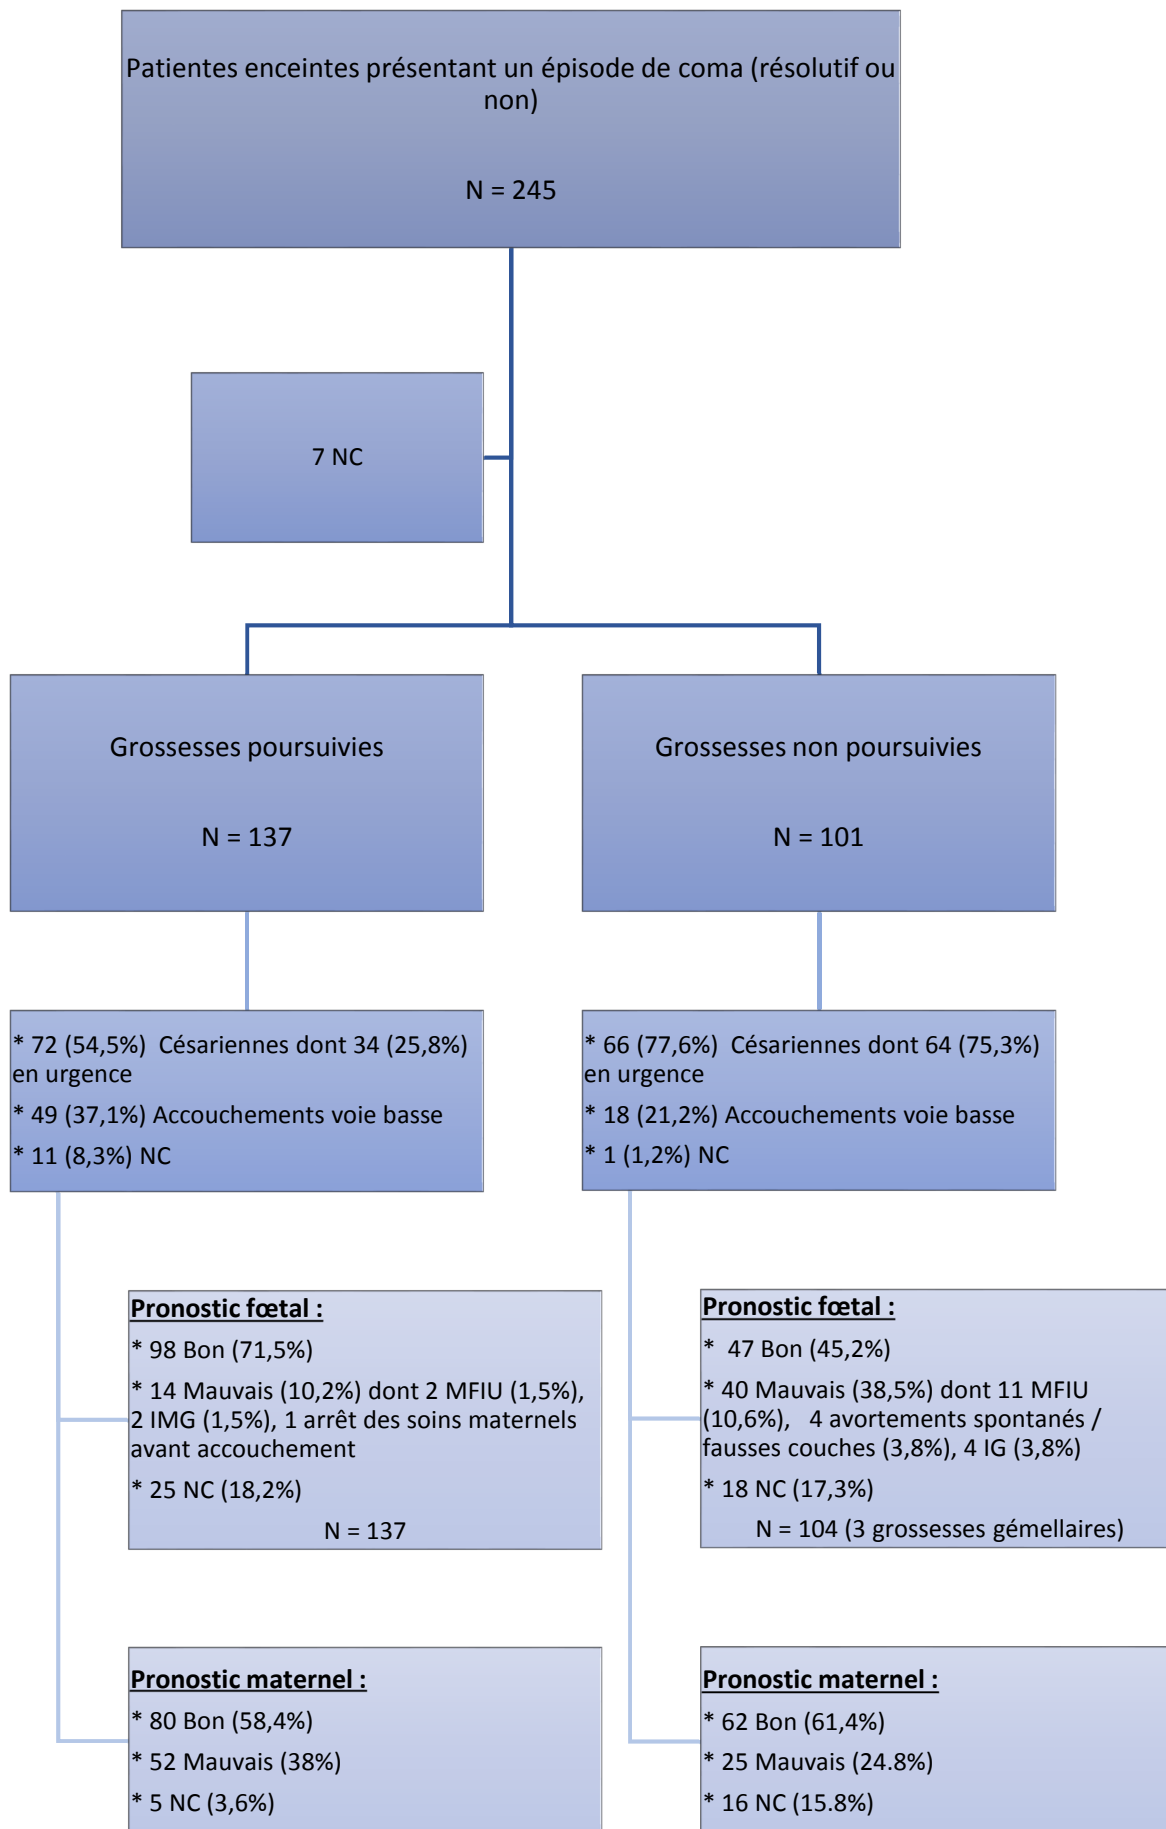 Patientes enceintes présentant un épisode de coma (résolutif ou
non)
N = 245
7 NC
Grossesses poursuivies
N = 137
Grossesses non poursuivies
N = 101
* 72 (54,5%) Césariennes dont 34 (25,8%)
en urgence
* 49 (37,1%) Accouchements voie basse
* 11 (8,3%) NC
* 66 (77,6%) Césariennes dont 64 (75,3%)
en urgence
* 18 (21,2%) Accouchements voie basse
* 1 (1,2%) NC
Pronostic fœtal :
* 98 Bon (71,5%)
* 14 Mauvais (10,2%) dont 2 MFIU (1,5%),
2 IMG (1,5%), 1 arrêt des soins maternels
avant accouchement
* 25 NC (18,2%)
N = 137
Pronostic fœtal :
* 47 Bon (45,2%)
* 40 Mauvais (38,5%) dont 11 MFIU
(10,6%), 4 avortements spontanés /
fausses couches (3,8%), 4 IG (3,8%)
* 18 NC (17,3%)
N = 104 (3 grossesses gémellaires)
Pronostic maternel :
* 80 Bon (58,4%)
* 52 Mauvais (38%)
* 5 NC (3,6%)
Pronostic maternel :
* 62 Bon (61,4%)
* 25 Mauvais (24.8%)
* 16 NC (15.8%)